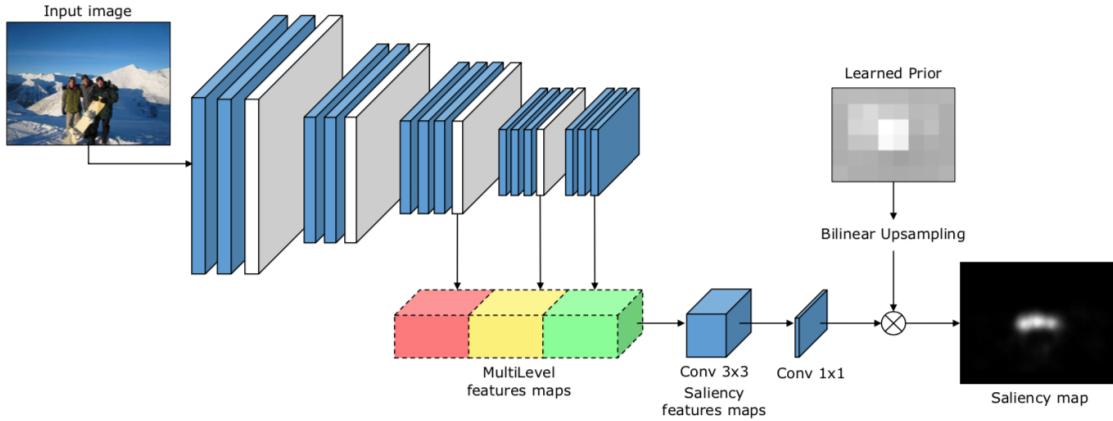 Input image
Learned Prior
Bilinear Upsampling
MultiLevel
features maps
Conv 3x3
Saliency
features maps
Conv 1x1
Saliency map